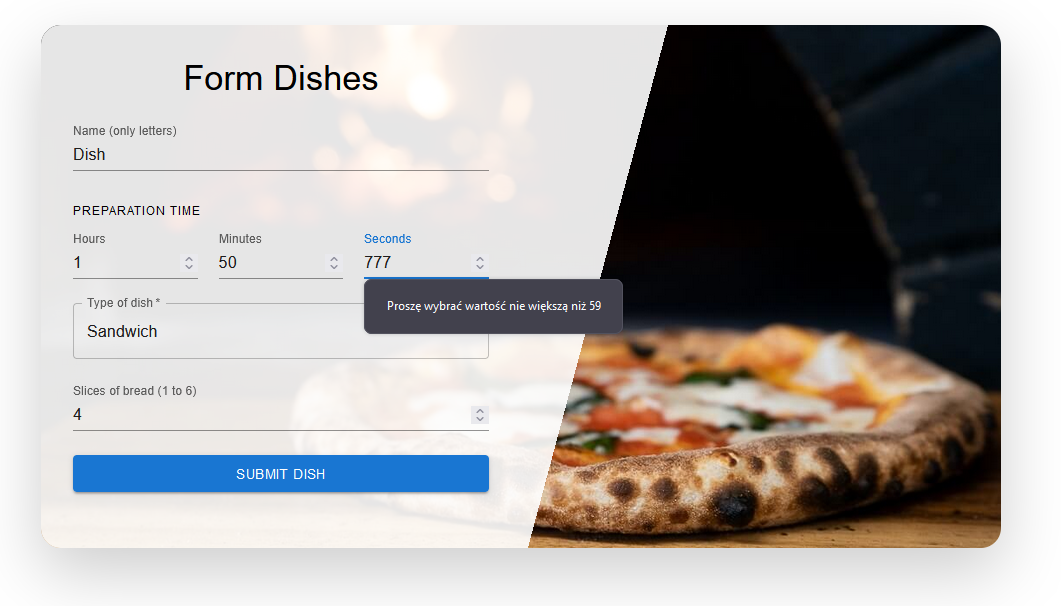 Form Dishes
Name (only letters)
Dish
PREPARATION TIME
Hours Minutes Seconds
1 50 777
Proszę wybrać wartość nie większą niż 59
Type of dish *
Sandwich
Slices of bread (1 to 6)
4
SUBMIT DISH